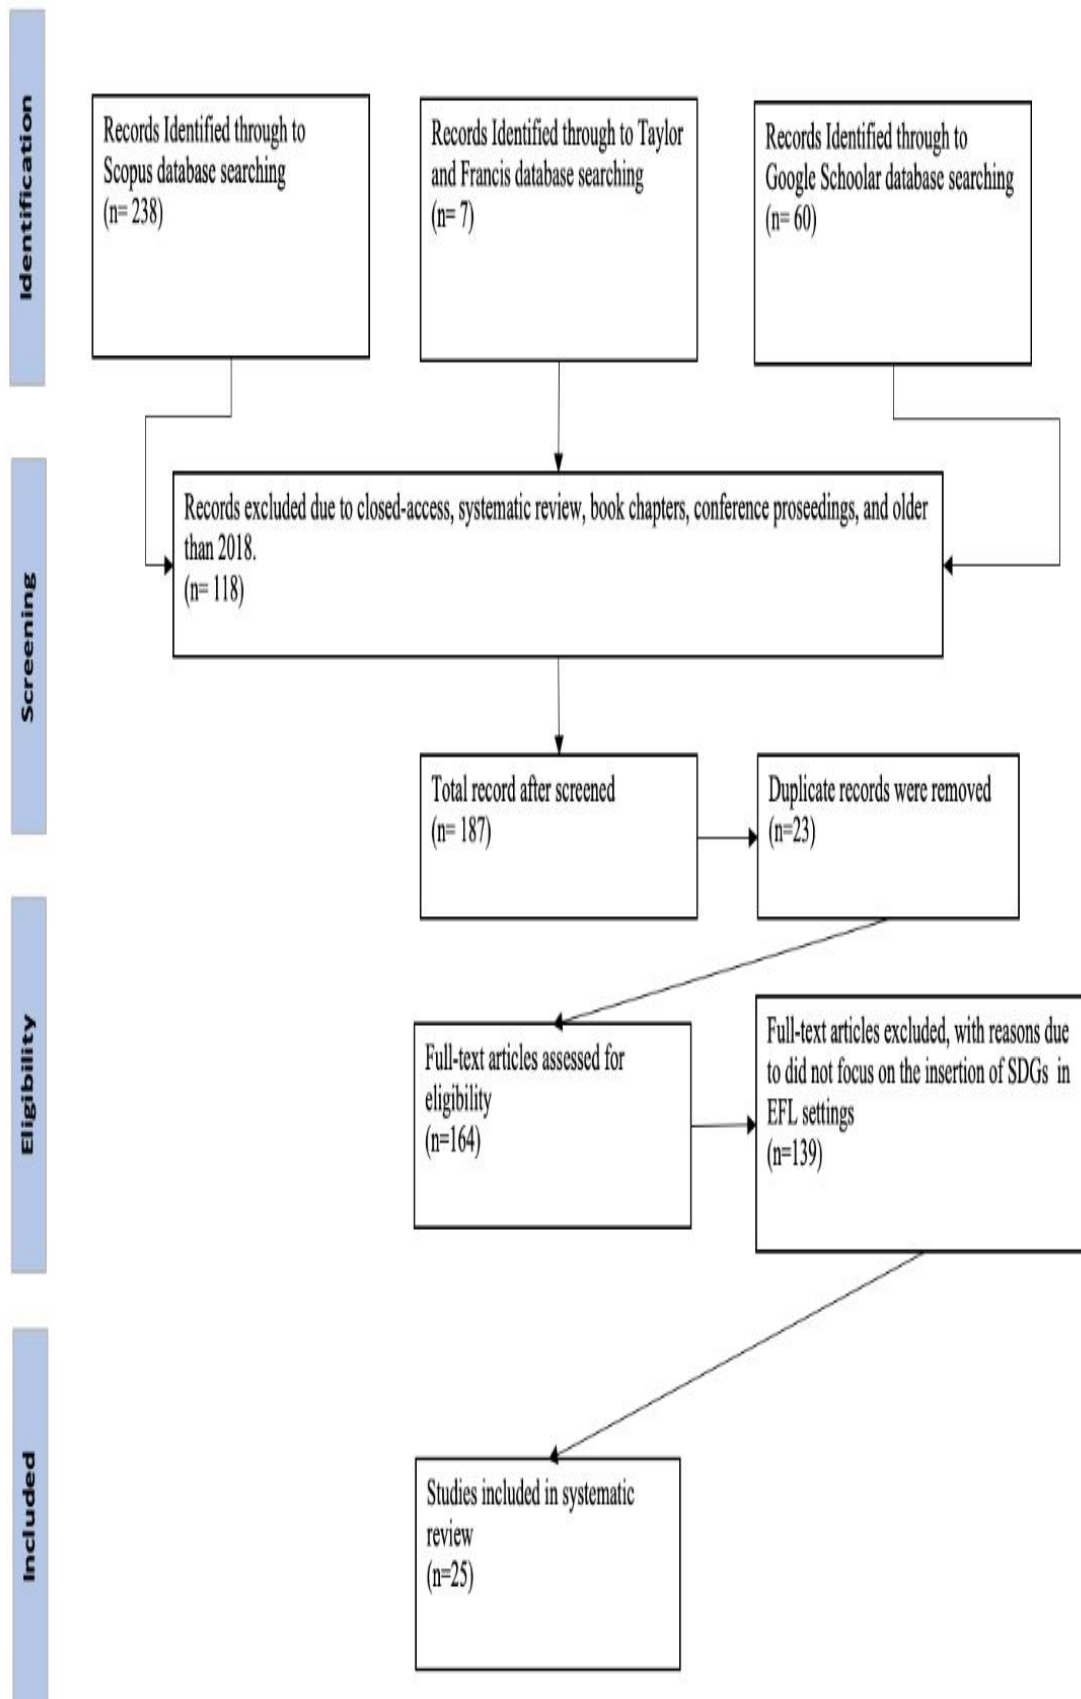 Identification
Records Identified through to
Scopus database searching
(n= 238)
Records Identified through to Taylor
and Francis database searching
(n= 7)
Records Identified through to
Google Schoolar database searching
(n= 60)
Screening
Records excluded due to closed-access, systematic review, book chapters, conference proseedings, and older
than 2018.
(n= 118)
Total record after screened
(n= 187)
Duplicate records were removed
(n=23)
Eligibility
Full-text articles assessed for
eligibility
(n=164)
Full-text articles excluded, with reasons due
to did not focus on the insertion of SDGs in
EFL settings
(n=139)
Included
Studies included in systematic
review
(n=25)